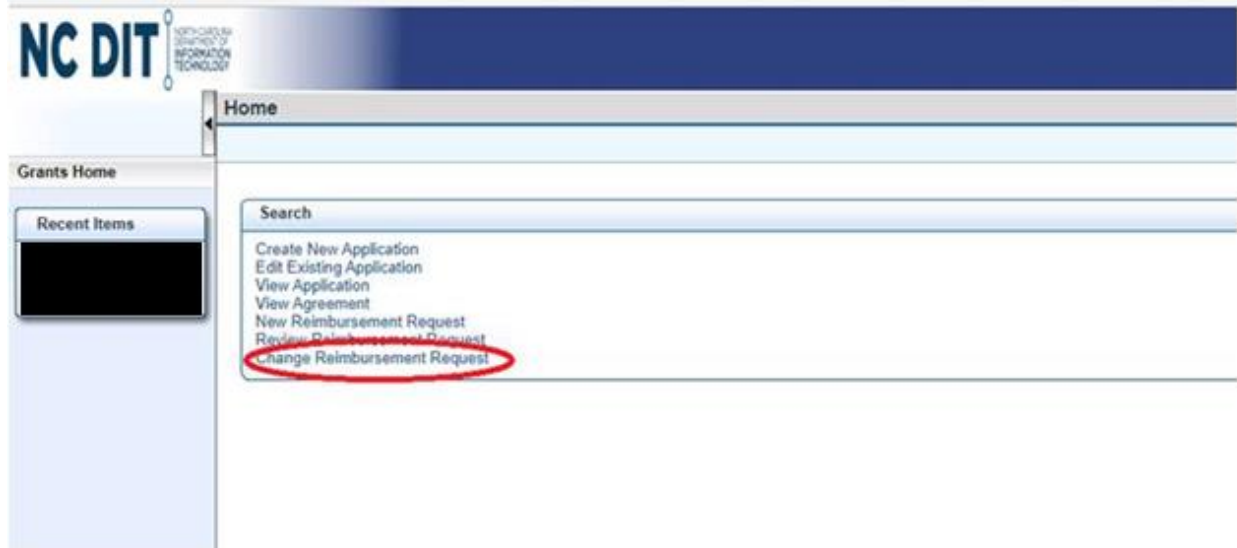 NC DIT
NORTH CAROLINA
DEPARTMENT OF
INFORMATION
TECHNOLOGY
Home
Grants Home
Recent Items
Search
Create New Application
Edit Existing Application
View Application
View Agreement
New Reimbursement Request
Review Reimbursement Request
Change Reimbursement Request